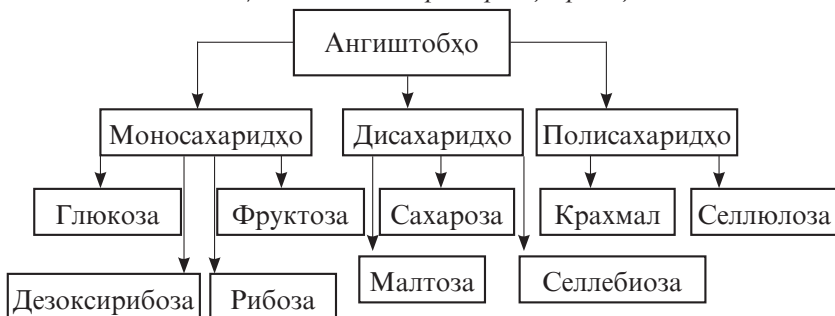 Ангиштобҳо
Моносахаридҳо Дисахаридҳо Полисахаридҳо
Глюкоза Фруктоза Сахароза Крахмал Селлюлоза
Дезоксирибоза Рибоза Малтоза Селлебиоза